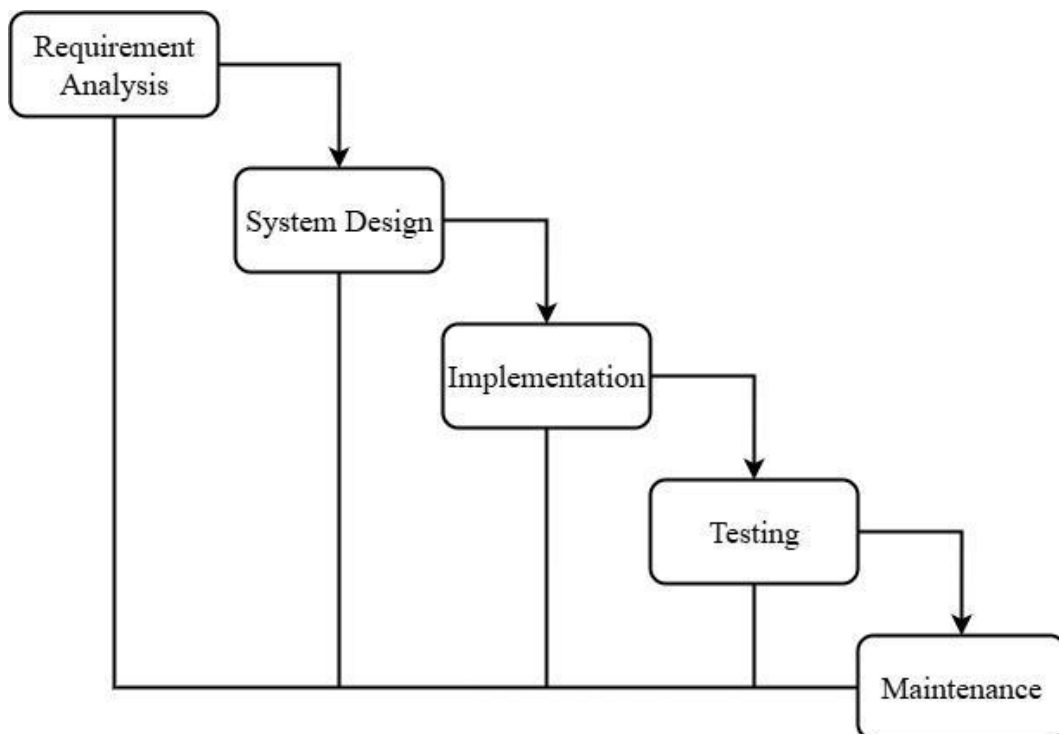 Requirement
Analysis
System Design
Implementation
Testing
Maintenance